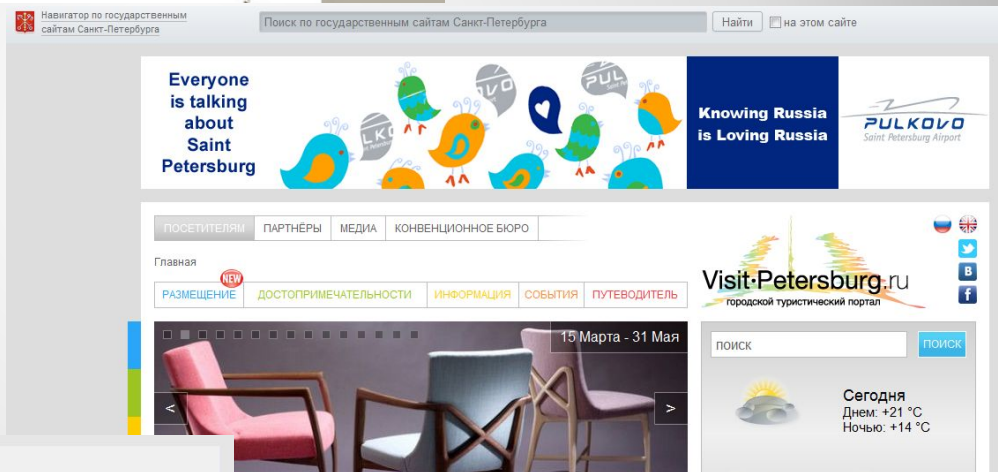 Навигатор по государственным
сайтам Санкт-Петербурга
Поиск по государственным сайтам Санкт-Петербурга
Найти
на этом сайте
Everyone
is talking
about
Saint
Petersburg
PUL
Knowing Russia
is Loving Russia
PULKOVO
Saint Petersburg Airport
ПОСЕТИТЕЛЯМ ПАРТНЁРЫ МЕДИА КОНВЕНЦИОННОЕ БЮРО
Главная
NEW
РАЗМЕЩЕНИЕ ДОСТОПРИМЕЧАТЕЛЬНОСТИ ИНФОРМАЦИЯ СОБЫТИЯ ПУТЕВОДИТЕЛЬ
Visit·Petersburg.ru
городской туристический портал
В
f
15 Марта - 31 Мая
< >
поиск ПОИСК
Сегодня
Днем: +21 °C
Ночью: +14 °C